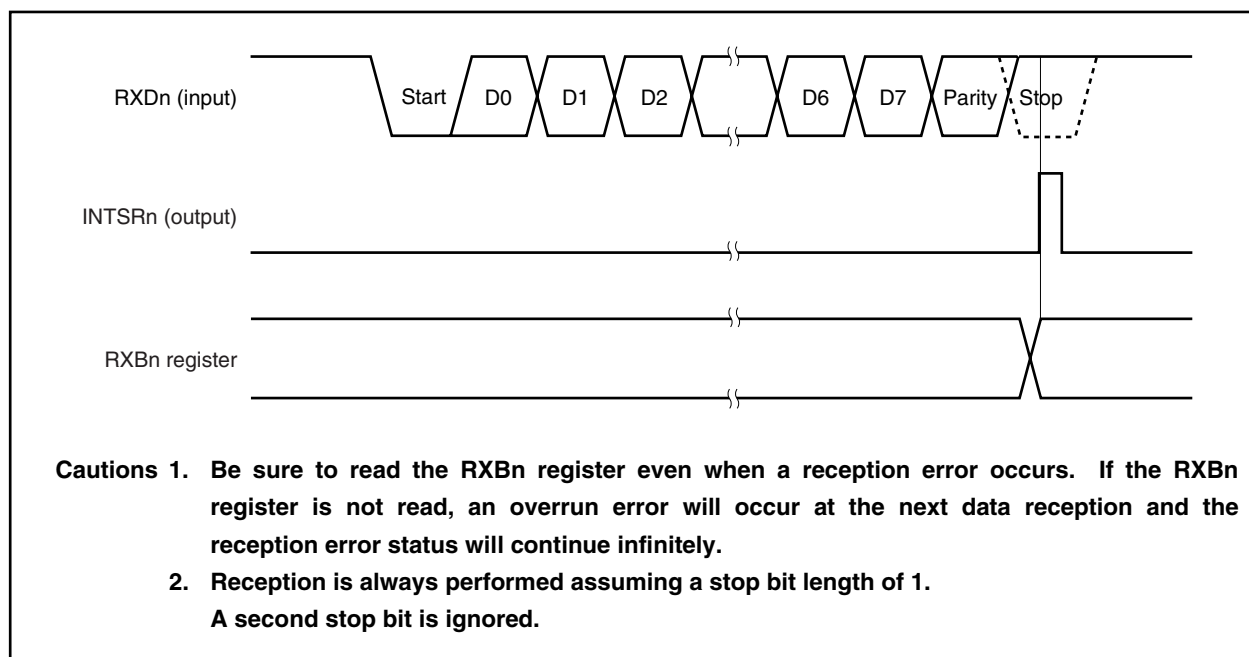 RXDn (input) Start D0 D1 D2 D6 D7 Parity Stop
INTSRn (output)
RXBn register
Cautions 1. Be sure to read the RXBn register even when a reception error occurs. If the RXBn
register is not read, an overrun error will occur at the next data reception and the
reception error status will continue infinitely.
2. Reception is always performed assuming a stop bit length of 1.
A second stop bit is ignored.